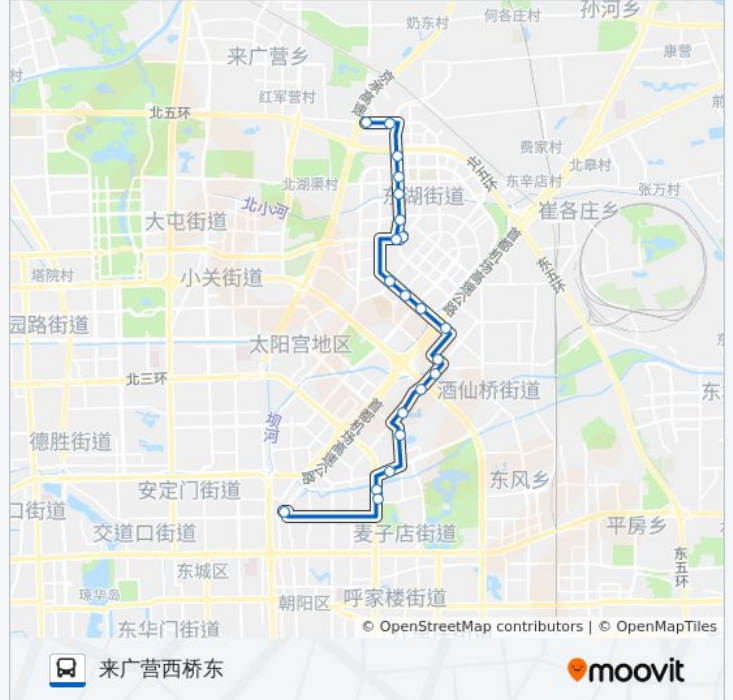 孙河乡
何各庄村
奶东村
来广营乡
康营
村
京承高速
红军营村
前
北五环
费家村
北皋村
北五环
东辛店村
张万村
北湖渠村
东湖街道
北小河
崔各庄乡
大屯街道
首都机场高速公路
东五环
塔院村
小关街道
园路街道
太阳宫地区
北三环
酒仙桥街道
东
坝河
首都机场高速公路
德胜街道
安定门街道
东风乡
口街道
交道口街道
麦子店街道
平房乡
东五环
东城区
琼华岛
朝阳区
呼家楼街道
东华门街道
© OpenStreetMap contributors | © OpenMapTiles
来广营西桥东
moovit